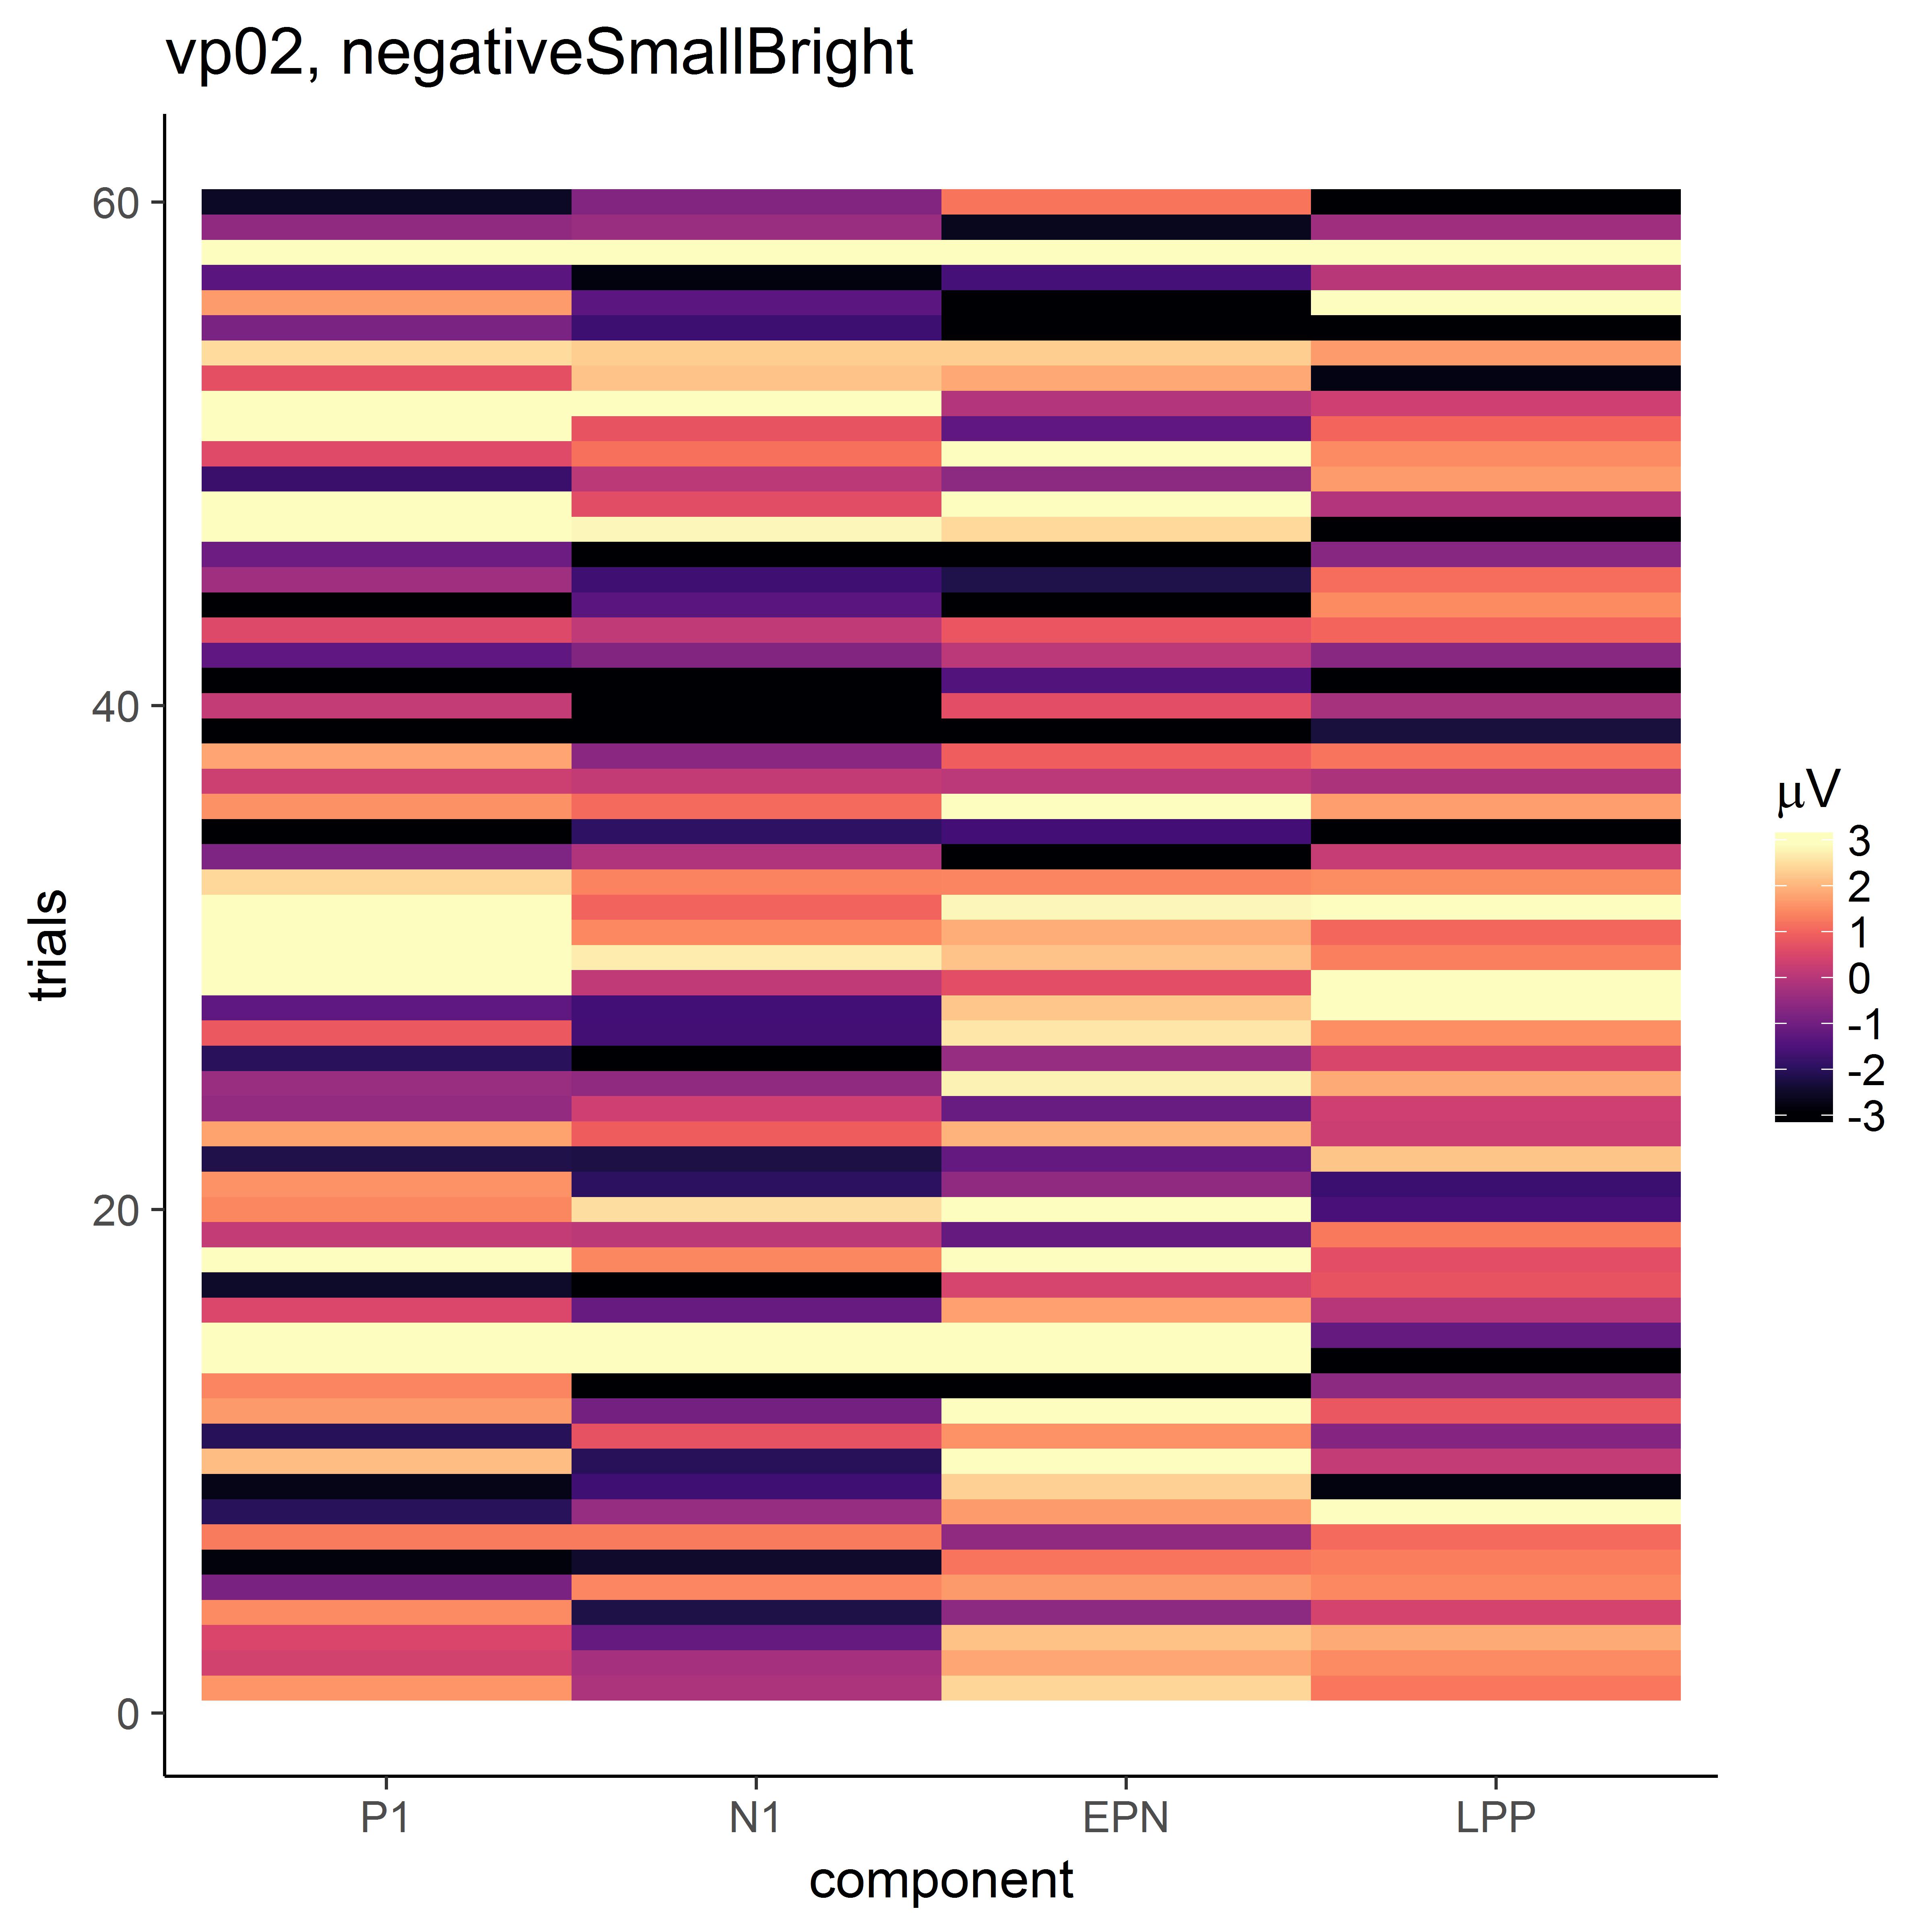 vp02, negativeSmallBright
60
40
20
0
trials
P1 N1 EPN LPP
component
μV
3
2
1
0
-1
-2
-3